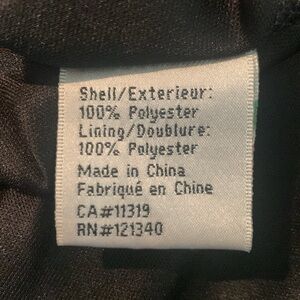 Shell/Exterieur:
100% Polyester
Lining/Doublure:
100% Polyester
Made in China
Fabriqué en Chine
CA#11319
RN#121340